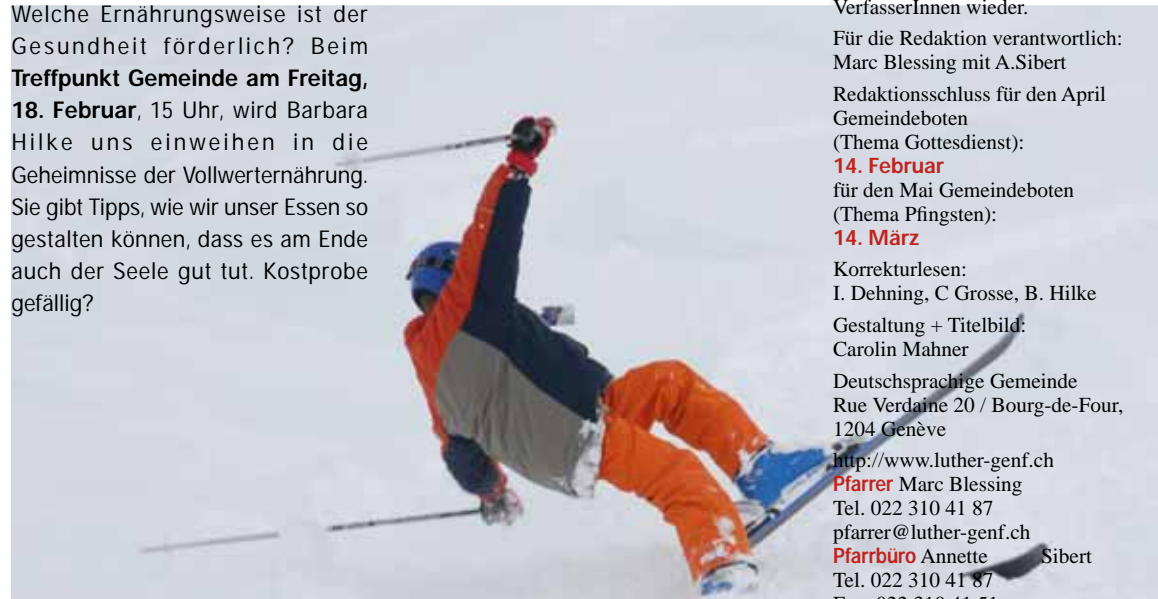 Welche Ernährungsweise ist der
Gesundheit förderlich? Beim
Treffpunkt Gemeinde am Freitag,
18. Februar, 15 Uhr, wird Barbara
Hilke uns einweihen in die
Geheimnisse der Vollwerternährung.
Sie gibt Tipps, wie wir unser Essen so
gestalten können, dass es am Ende
auch der Seele gut tut. Kostprobe
gefällig?
VerfasserInnen wieder.
Für die Redaktion verantwortlich:
Marc Blessing mit A.Sibert
Redaktionsschluss für den April
Gemeindeboten
(Thema Gottesdienst):
14. Februar
für den Mai Gemeindeboten
(Thema Pfingsten):
14. März
Korrekturlesen:
I. Dehning, C Grosse, B. Hilke
Gestaltung + Titelbild:
Carolin Mahner
Deutschsprachige Gemeinde
Rue Verdaine 20 / Bourg-de-Four,
1204 Genève
http://www.luther-genf.ch
Pfarrer Marc Blessing
Tel. 022 310 41 87
pfarrer@luther-genf.ch
Pfarrbüro Annette Sibert
Tel. 022 310 41 87